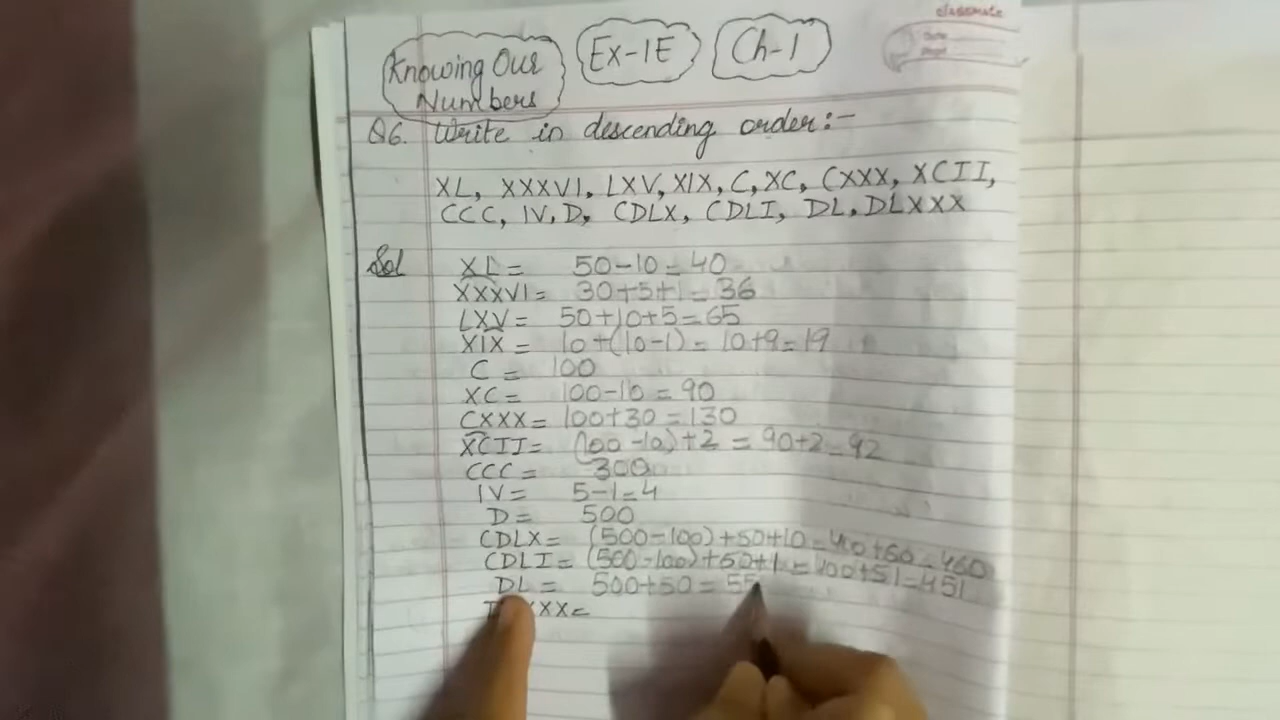 classmate
Date
Page
Knowing Our
Numbers
Ex-1E
Ch-1
Q6. Write in descending order:-
XL, XXXVI, LXV, XIX, C, XC, CXXX, XCII,
CCC, IV, D, CDLX, CDLI, DL, DLXXX
Sol XL = 50-10=40
XXXVI= 30+5+1=36
LXV= 50+10+5=65
XIX = 10+(10-1)=10+9=19
C = 100
XC= 100-10=90
CXXX=100+30=130
XCII= (100-10)+2=90+2=92
CCC= 300
IV= 5-1=4
D= 500
CDLX= (500-100)+50+10=400+60=460
CDLI= (500-100)+50+1=400+51=451
DL= 500+50=55